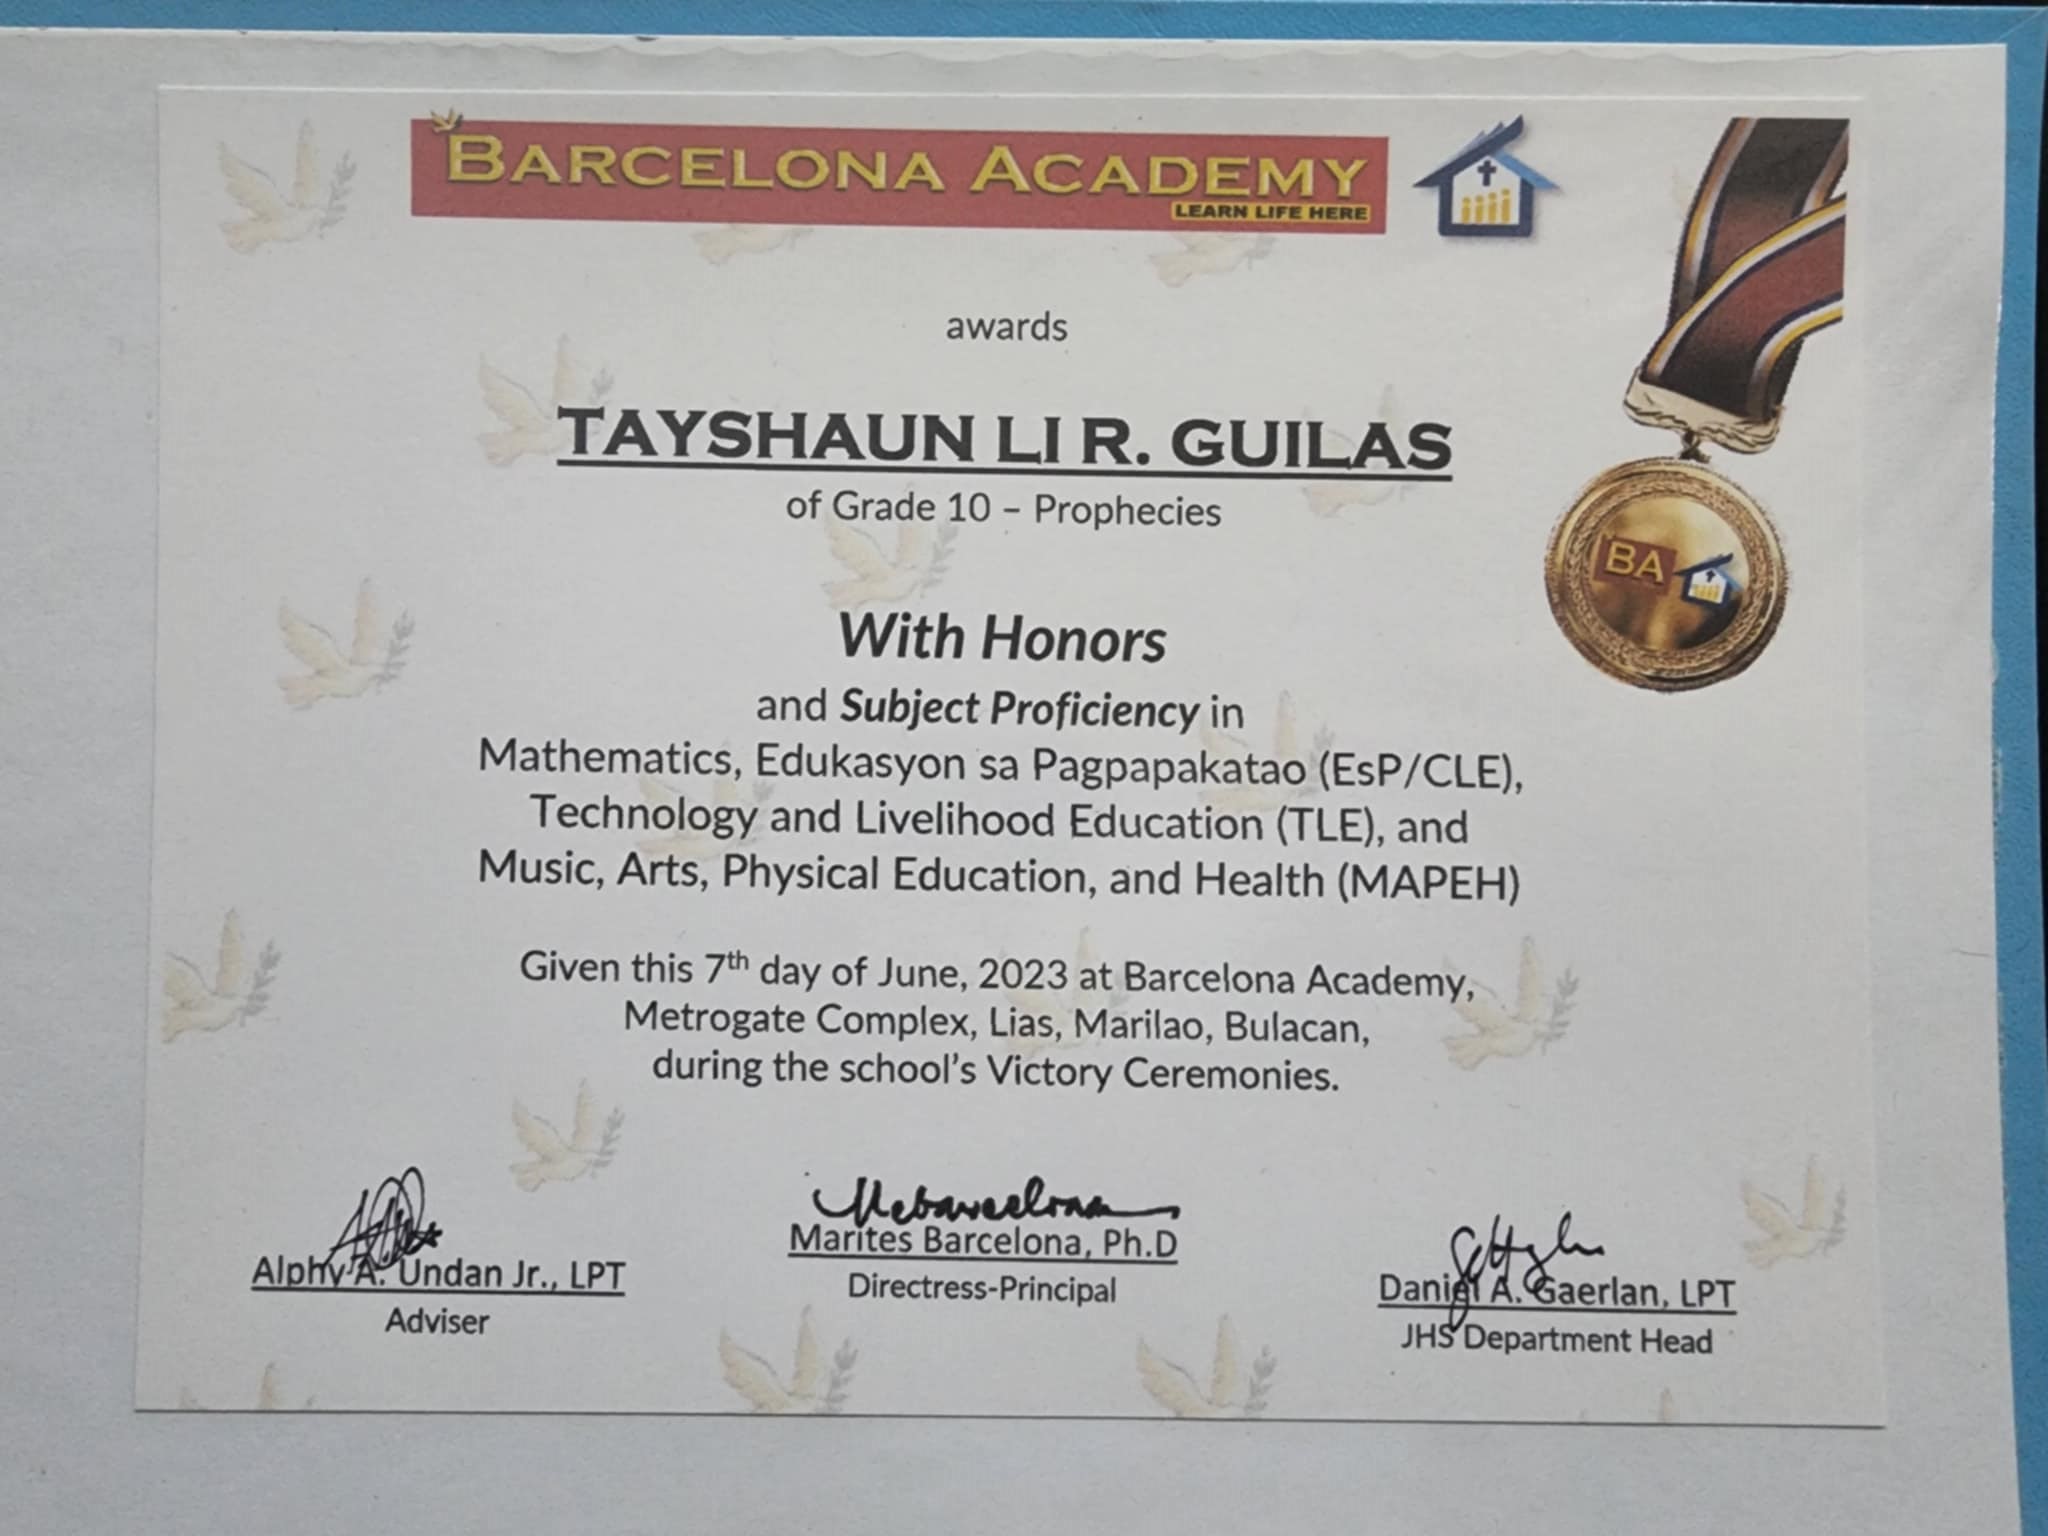 BARCELONA ACADEMY
LEARN LIFE HERE
awards
TAYSHAUN LI R. GUILAS
of Grade 10 – Prophecies
BA
With Honors
and Subject Proficiency in
Mathematics, Edukasyon sa Pagpapakatao (EsP/CLE),
Technology and Livelihood Education (TLE), and
Music, Arts, Physical Education, and Health (MAPEH)
Given this 7th day of June, 2023 at Barcelona Academy,
Metrogate Complex, Lias, Marilao, Bulacan,
during the school's Victory Ceremonies.
Alphy A. Undan Jr., LPT
Adviser
Marites Barcelona, Ph.D
Directress-Principal
Daniel A. Gaerlan, LPT
JHS Department Head